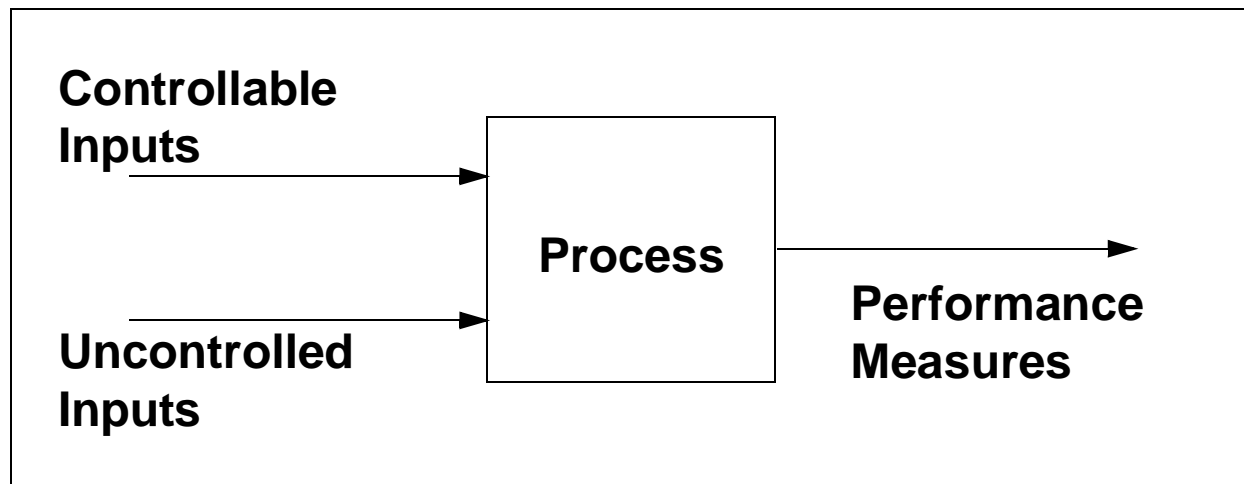 Controllable
Inputs
Process
Performance
Measures
Uncontrolled
Inputs